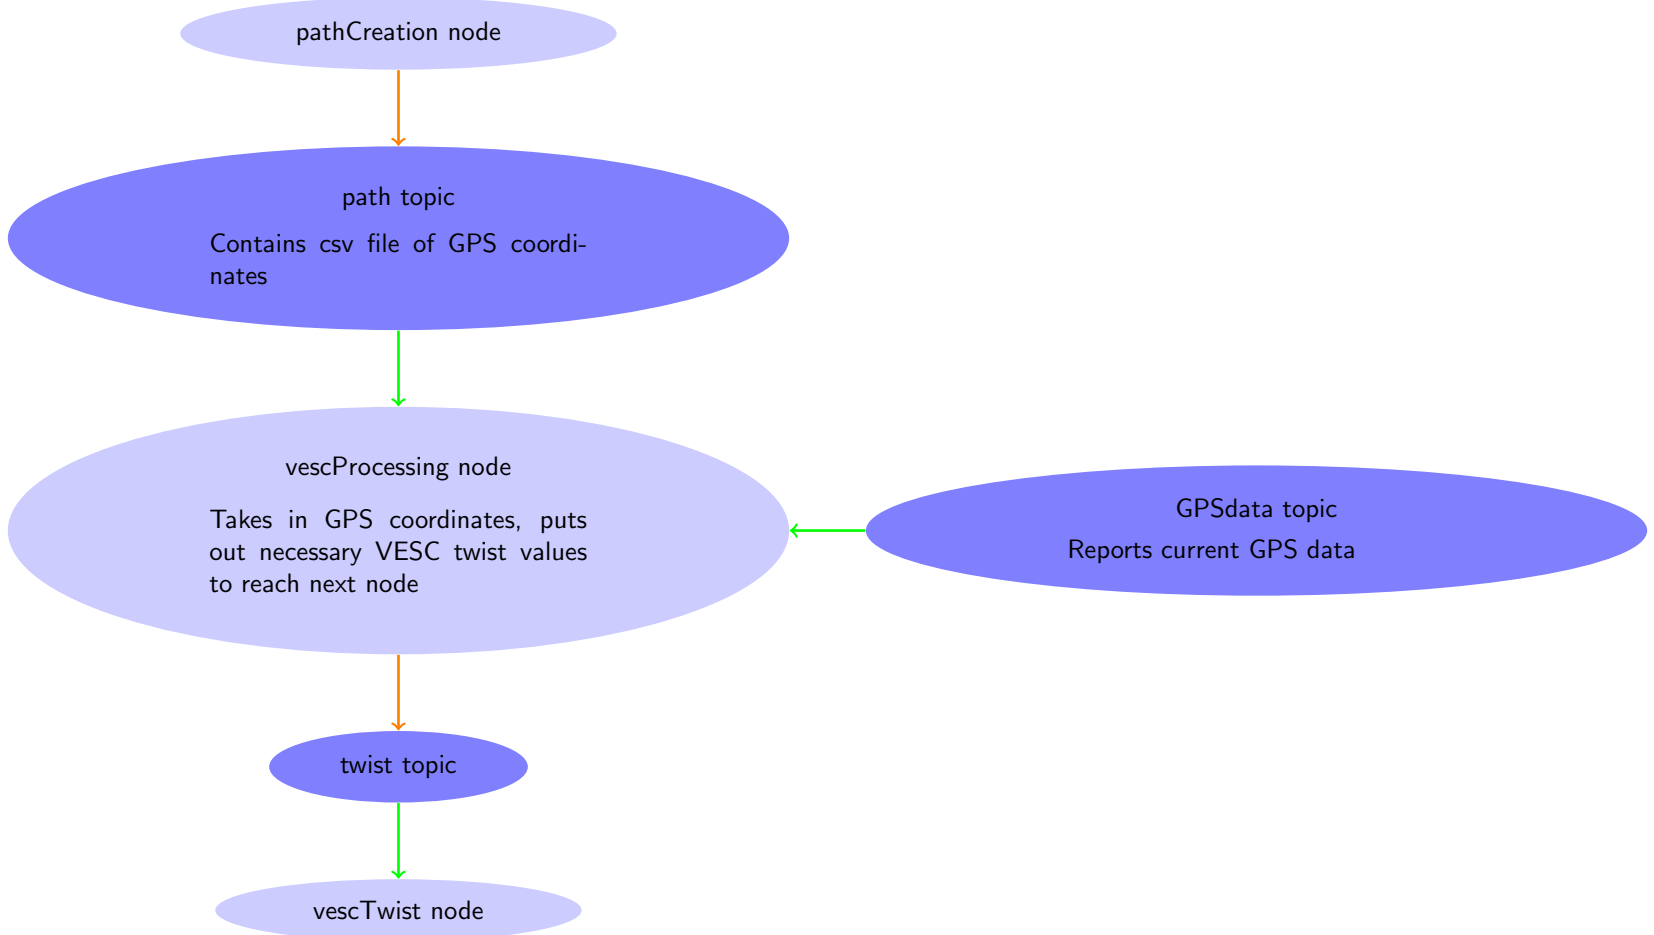 pathCreation node
path topic
Contains csv file of GPS coordi-
nates
vescProcessing node
Takes in GPS coordinates, puts
out necessary VESC twist values
to reach next node
GPSdata topic
Reports current GPS data
twist topic
vescTwist node